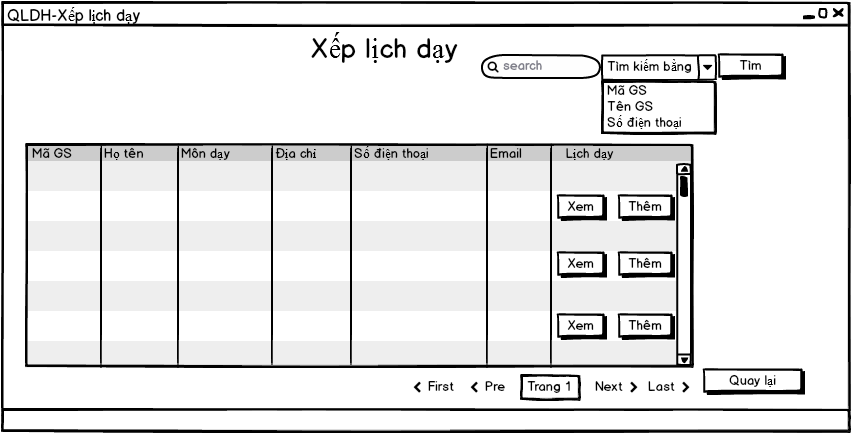 QLDH-Xếp lịch dạy
Xếp lịch dạy
search
Tìm kiếm bằng
Tìm
Mã GS
Tên GS
Số điện thoại
Mã GS Họ tên Môn dạy Địa chỉ Số điện thoại Email Lịch dạy
Xem Thêm
Xem Thêm
Xem Thêm
First Pre Trang 1 Next Last Quay lại